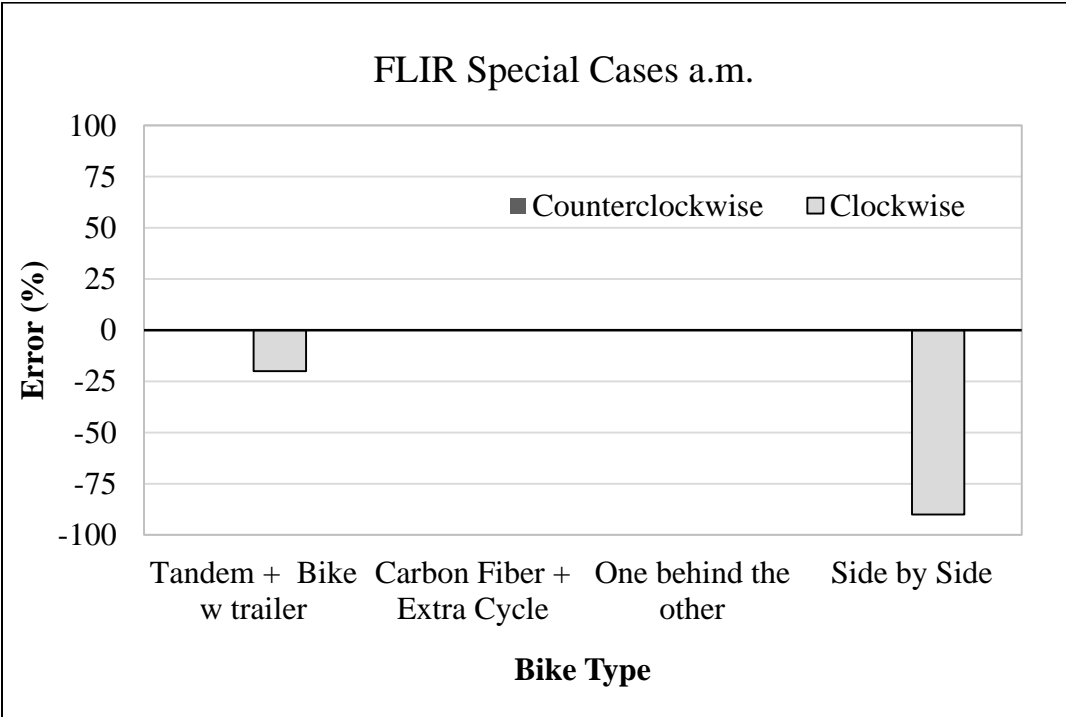 FLIR Special Cases a.m.
100
75
Counterclockwise Clockwise
50
25
Error (%)
0
-25
-50
-75
-100
Tandem + Bike w trailer
Carbon Fiber + Extra Cycle
One behind the other
Side by Side
Bike Type